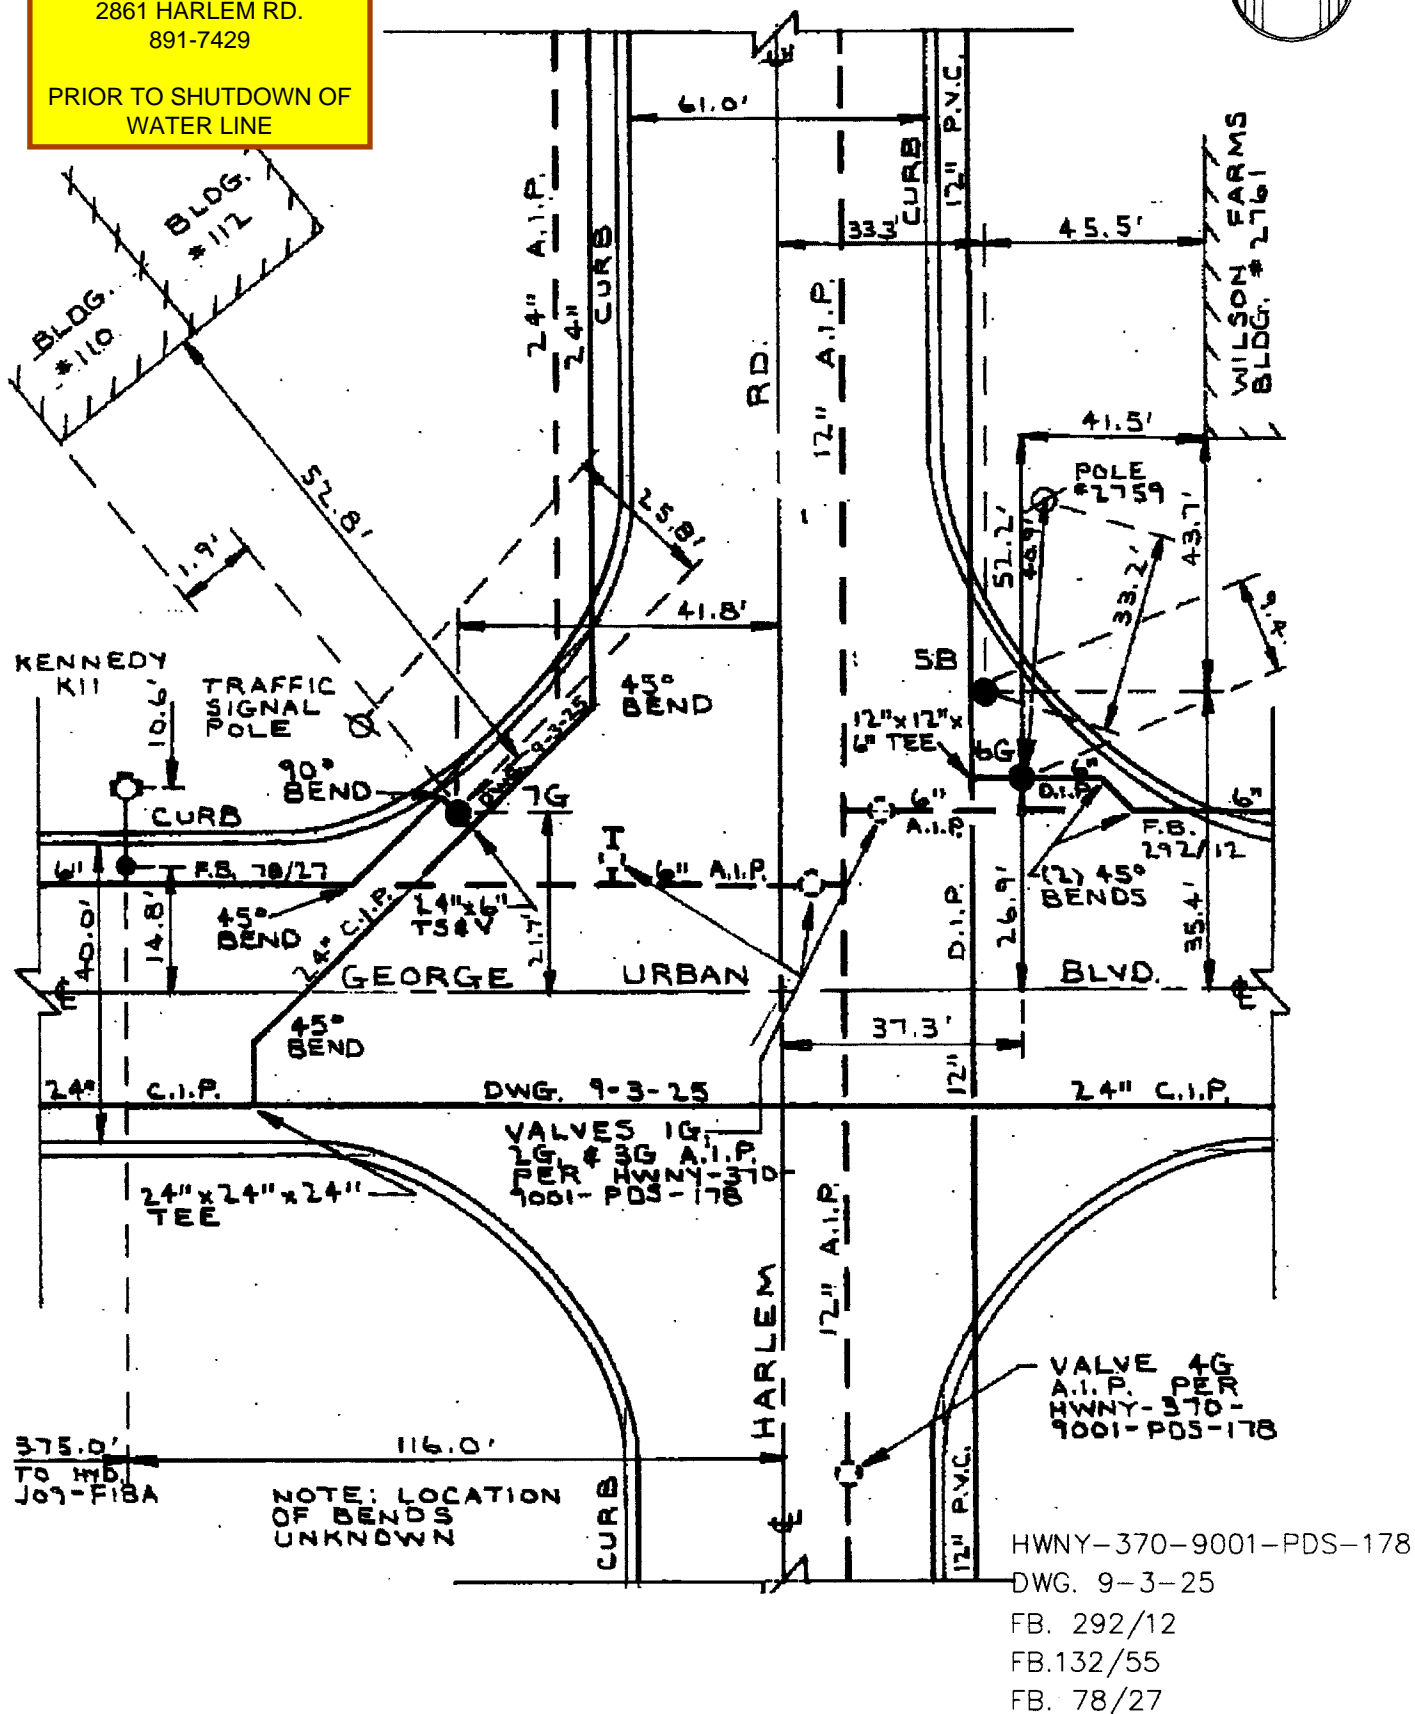 2861 HARLEM RD.
891-7429
PRIOR TO SHUTDOWN OF
WATER LINE
61.0'
CURB
12" P.V.C.
WILSON FARMS
BLDG. #2761
BLDG.
#112
BLDG.
#110
24" A.I.P.
24"
CURB
33.3'
45.5'
RD.
12" A.I.P.
41.5'
POLE
#2759
52.8'
25.8'
1.9'
52.2'
33.2'
43.7'
41.8'
KENNEDY
K11
10.6'
TRAFFIC
SIGNAL
POLE
45°
BEND
5B
12"x12"x
6" TEE
6G
6"
D.I.P.
90°
BEND
DWG. 9-3-25
7G
CURB
6"
A.I.P.
6"
F.B.
292/12
6"
F.B. 78/27
6" A.I.P.
(2) 45°
BENDS
40.0'
14.8'
45°
BEND
24" C.I.P.
TS&V
21.7'
D.I.P.
26.9'
35.4'
GEORGE URBAN BLVD.
45°
BEND
37.3'
12"
24" C.I.P.
DWG. 9-3-25
24" C.I.P.
VALVES 1G,
2G, & 3G A.I.P.
PER HWNY-370-
9001-PDS-178
24"x24"x24"
TEE
12" A.I.P.
HARLEM
VALVE 4G
A.I.P. PER
HWNY-370-
9001-PDS-178
375.0'
TO HYD.
J09-F18A
116.0'
NOTE: LOCATION
OF BENDS
UNKNOWN
CURB
12" P.V.C.
HWNY-370-9001-PDS-178
DWG. 9-3-25
FB. 292/12
FB.132/55
FB. 78/27